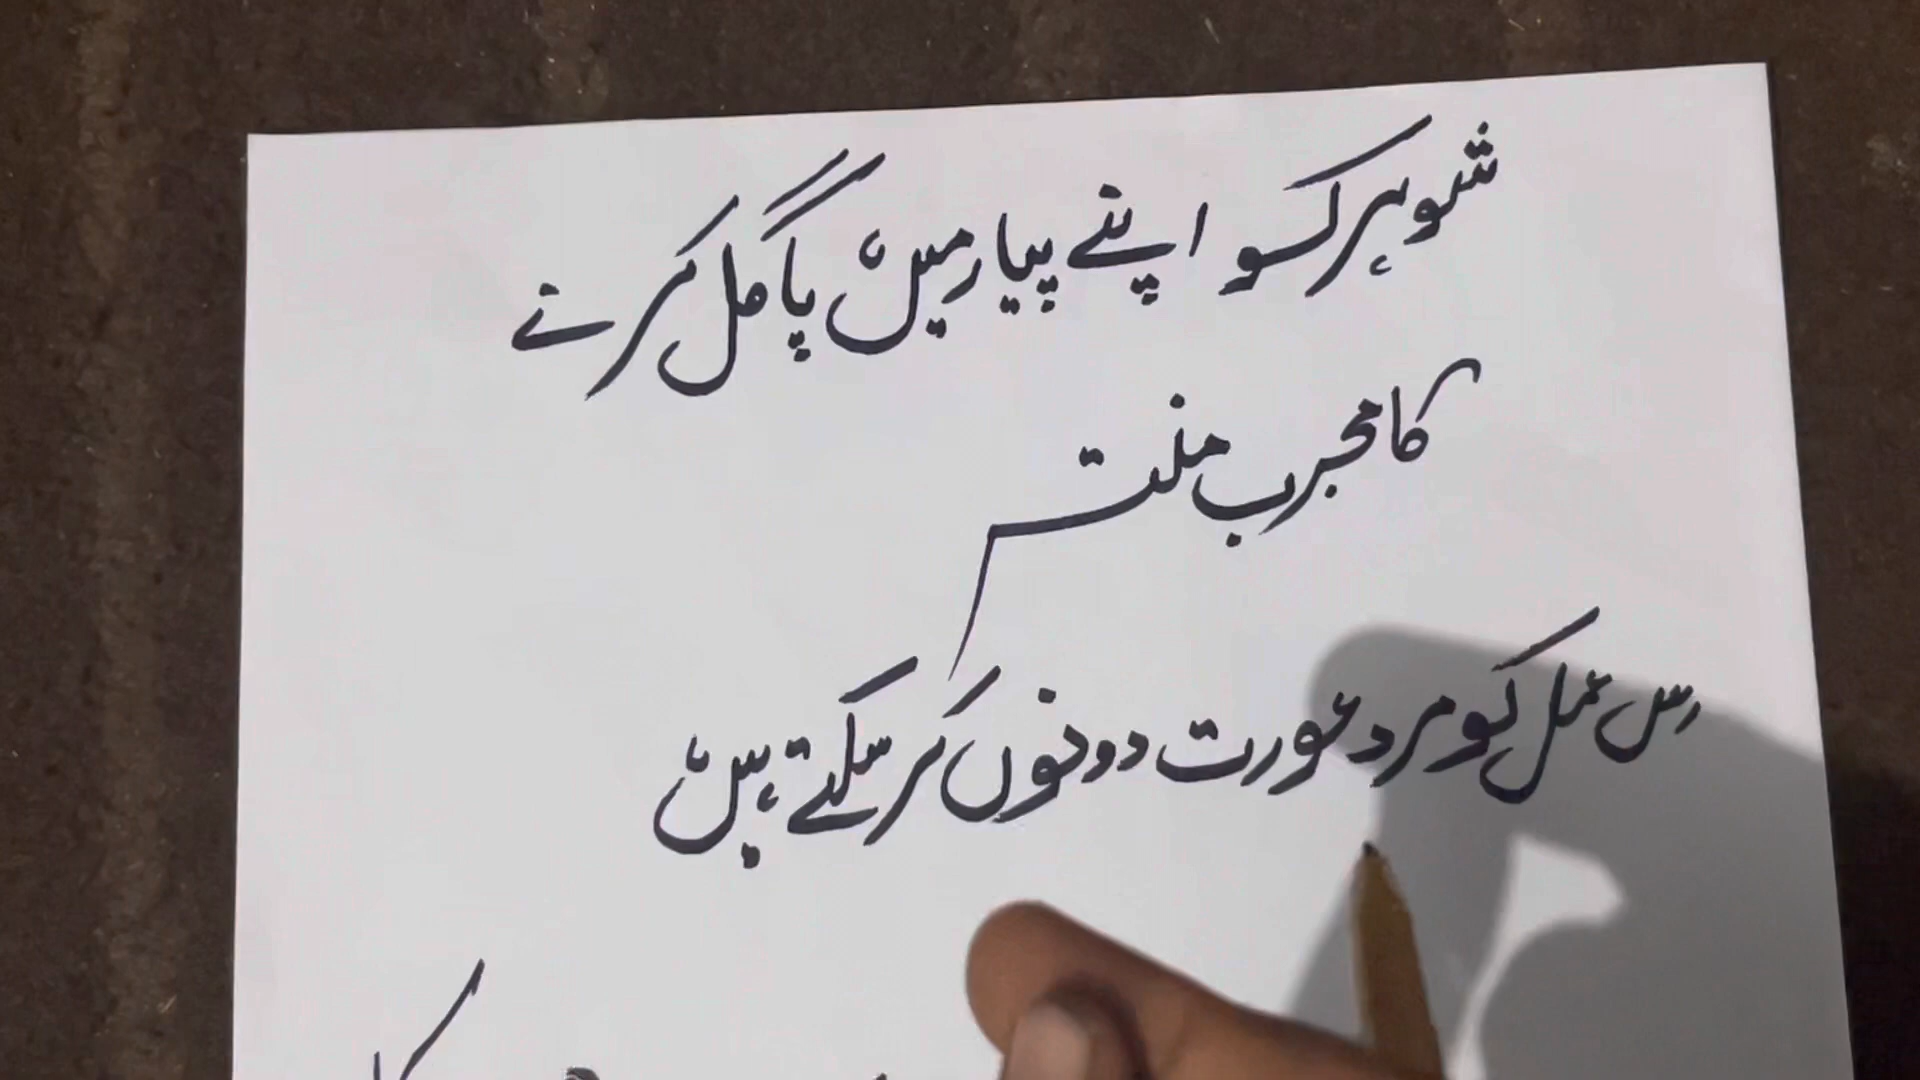 شوہر کو اپنے پیار میں پاگل کرنے
کا مجرب منتر
اس عمل کو مرد عورت دونوں کر سکتے ہیں